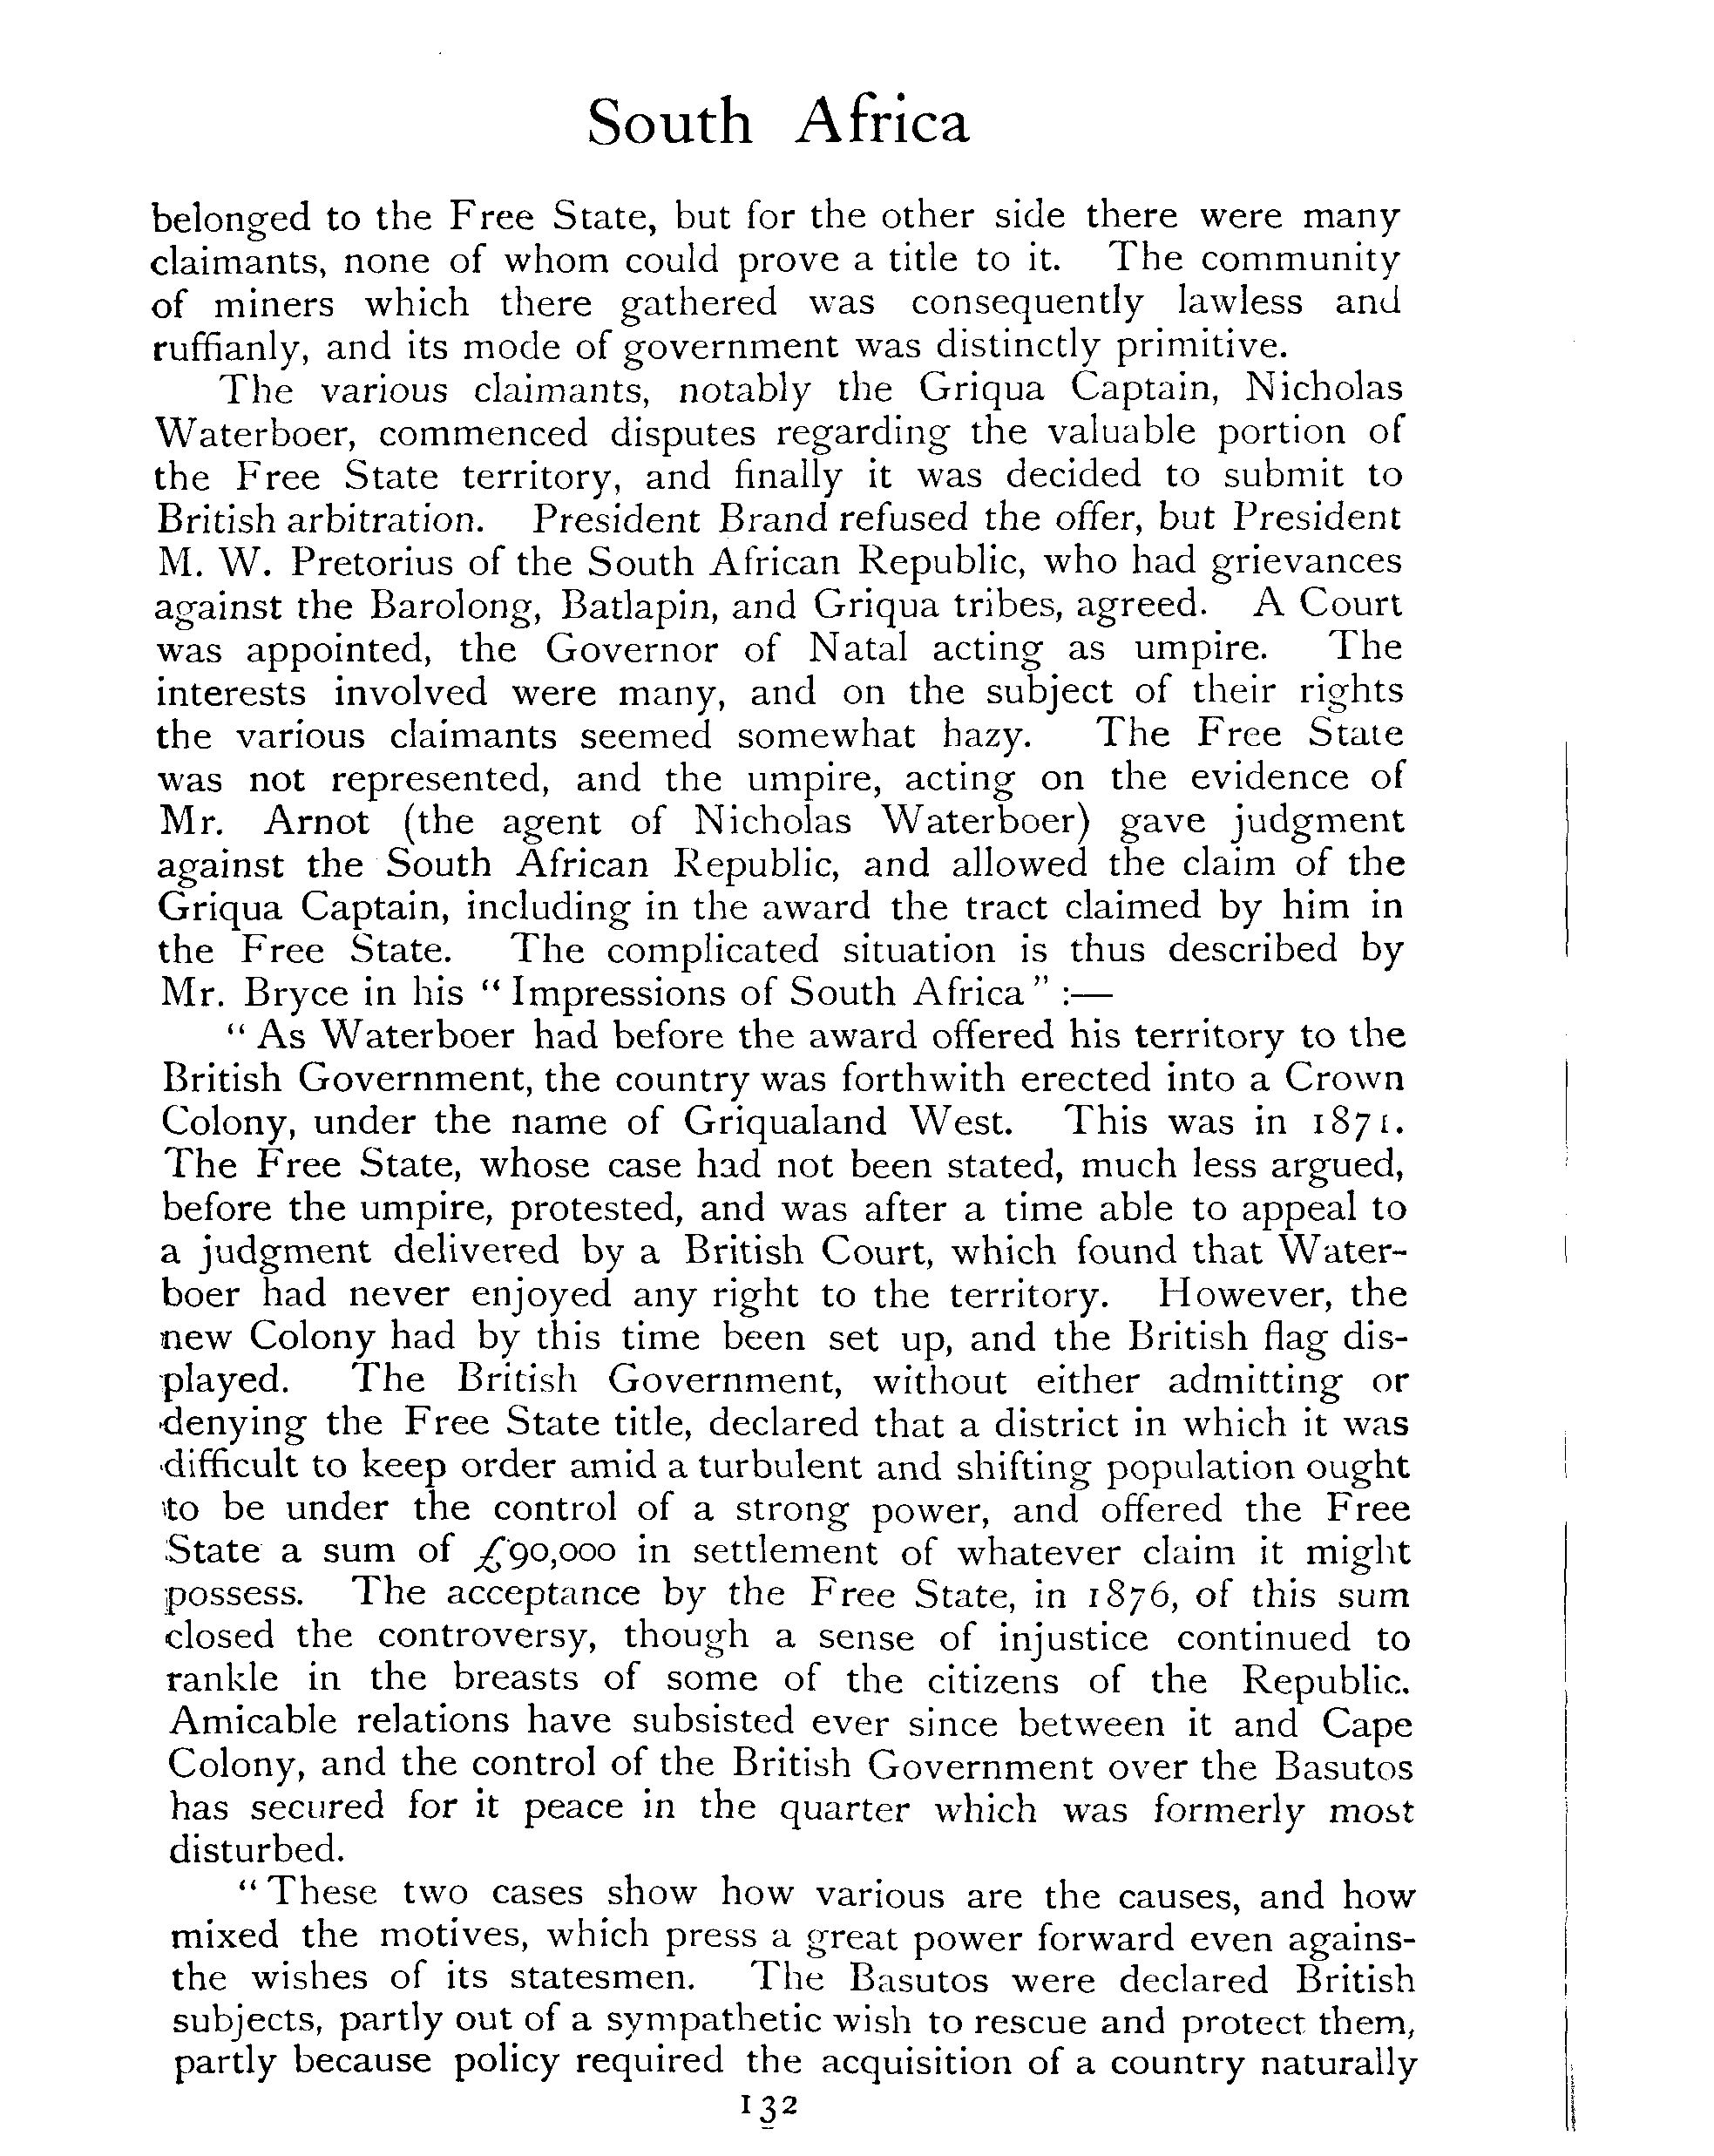 South Africa
belonged to the Free State, but for the other side there were many
claimants, none of whom could prove a title to it. The community
of miners which there gathered was consequently lawless and
ruffianly, and its mode of government was distinctly primitive.
The various claimants, notably the Griqua Captain, Nicholas
Waterboer, commenced disputes regarding the valuable portion of
the Free State territory, and finally it was decided to submit to
British arbitration. President Brand refused the offer, but President
M. W. Pretorius of the South African Republic, who had grievances
against the Barolong, Batlapin, and Griqua tribes, agreed. A Court
was appointed, the Governor of Natal acting as umpire. The
interests involved were many, and on the subject of their rights
the various claimants seemed somewhat hazy. The Free State
was not represented, and the umpire, acting on the evidence of
Mr. Arnot (the agent of Nicholas Waterboer) gave judgment
against the South African Republic, and allowed the claim of the
Griqua Captain, including in the award the tract claimed by him in
the Free State. The complicated situation is thus described by
Mr. Bryce in his “Impressions of South Africa” :—
“As Waterboer had before the award offered his territory to the
British Government, the country was forthwith erected into a Crown
Colony, under the name of Griqualand West. This was in 1871.
The Free State, whose case had not been stated, much less argued,
before the umpire, protested, and was after a time able to appeal to
a judgment delivered by a British Court, which found that Water-
boer had never enjoyed any right to the territory. However, the
new Colony had by this time been set up, and the British flag dis-
played. The British Government, without either admitting or
denying the Free State title, declared that a district in which it was
difficult to keep order amid a turbulent and shifting population ought
to be under the control of a strong power, and offered the Free
State a sum of £90,000 in settlement of whatever claim it might
possess. The acceptance by the Free State, in 1876, of this sum
closed the controversy, though a sense of injustice continued to
rankle in the breasts of some of the citizens of the Republic.
Amicable relations have subsisted ever since between it and Cape
Colony, and the control of the British Government over the Basutos
has secured for it peace in the quarter which was formerly most
disturbed.
“These two cases show how various are the causes, and how
mixed the motives, which press a great power forward even agains-
the wishes of its statesmen. The Basutos were declared British
subjects, partly out of a sympathetic wish to rescue and protect them,
partly because policy required the acquisition of a country naturally
132